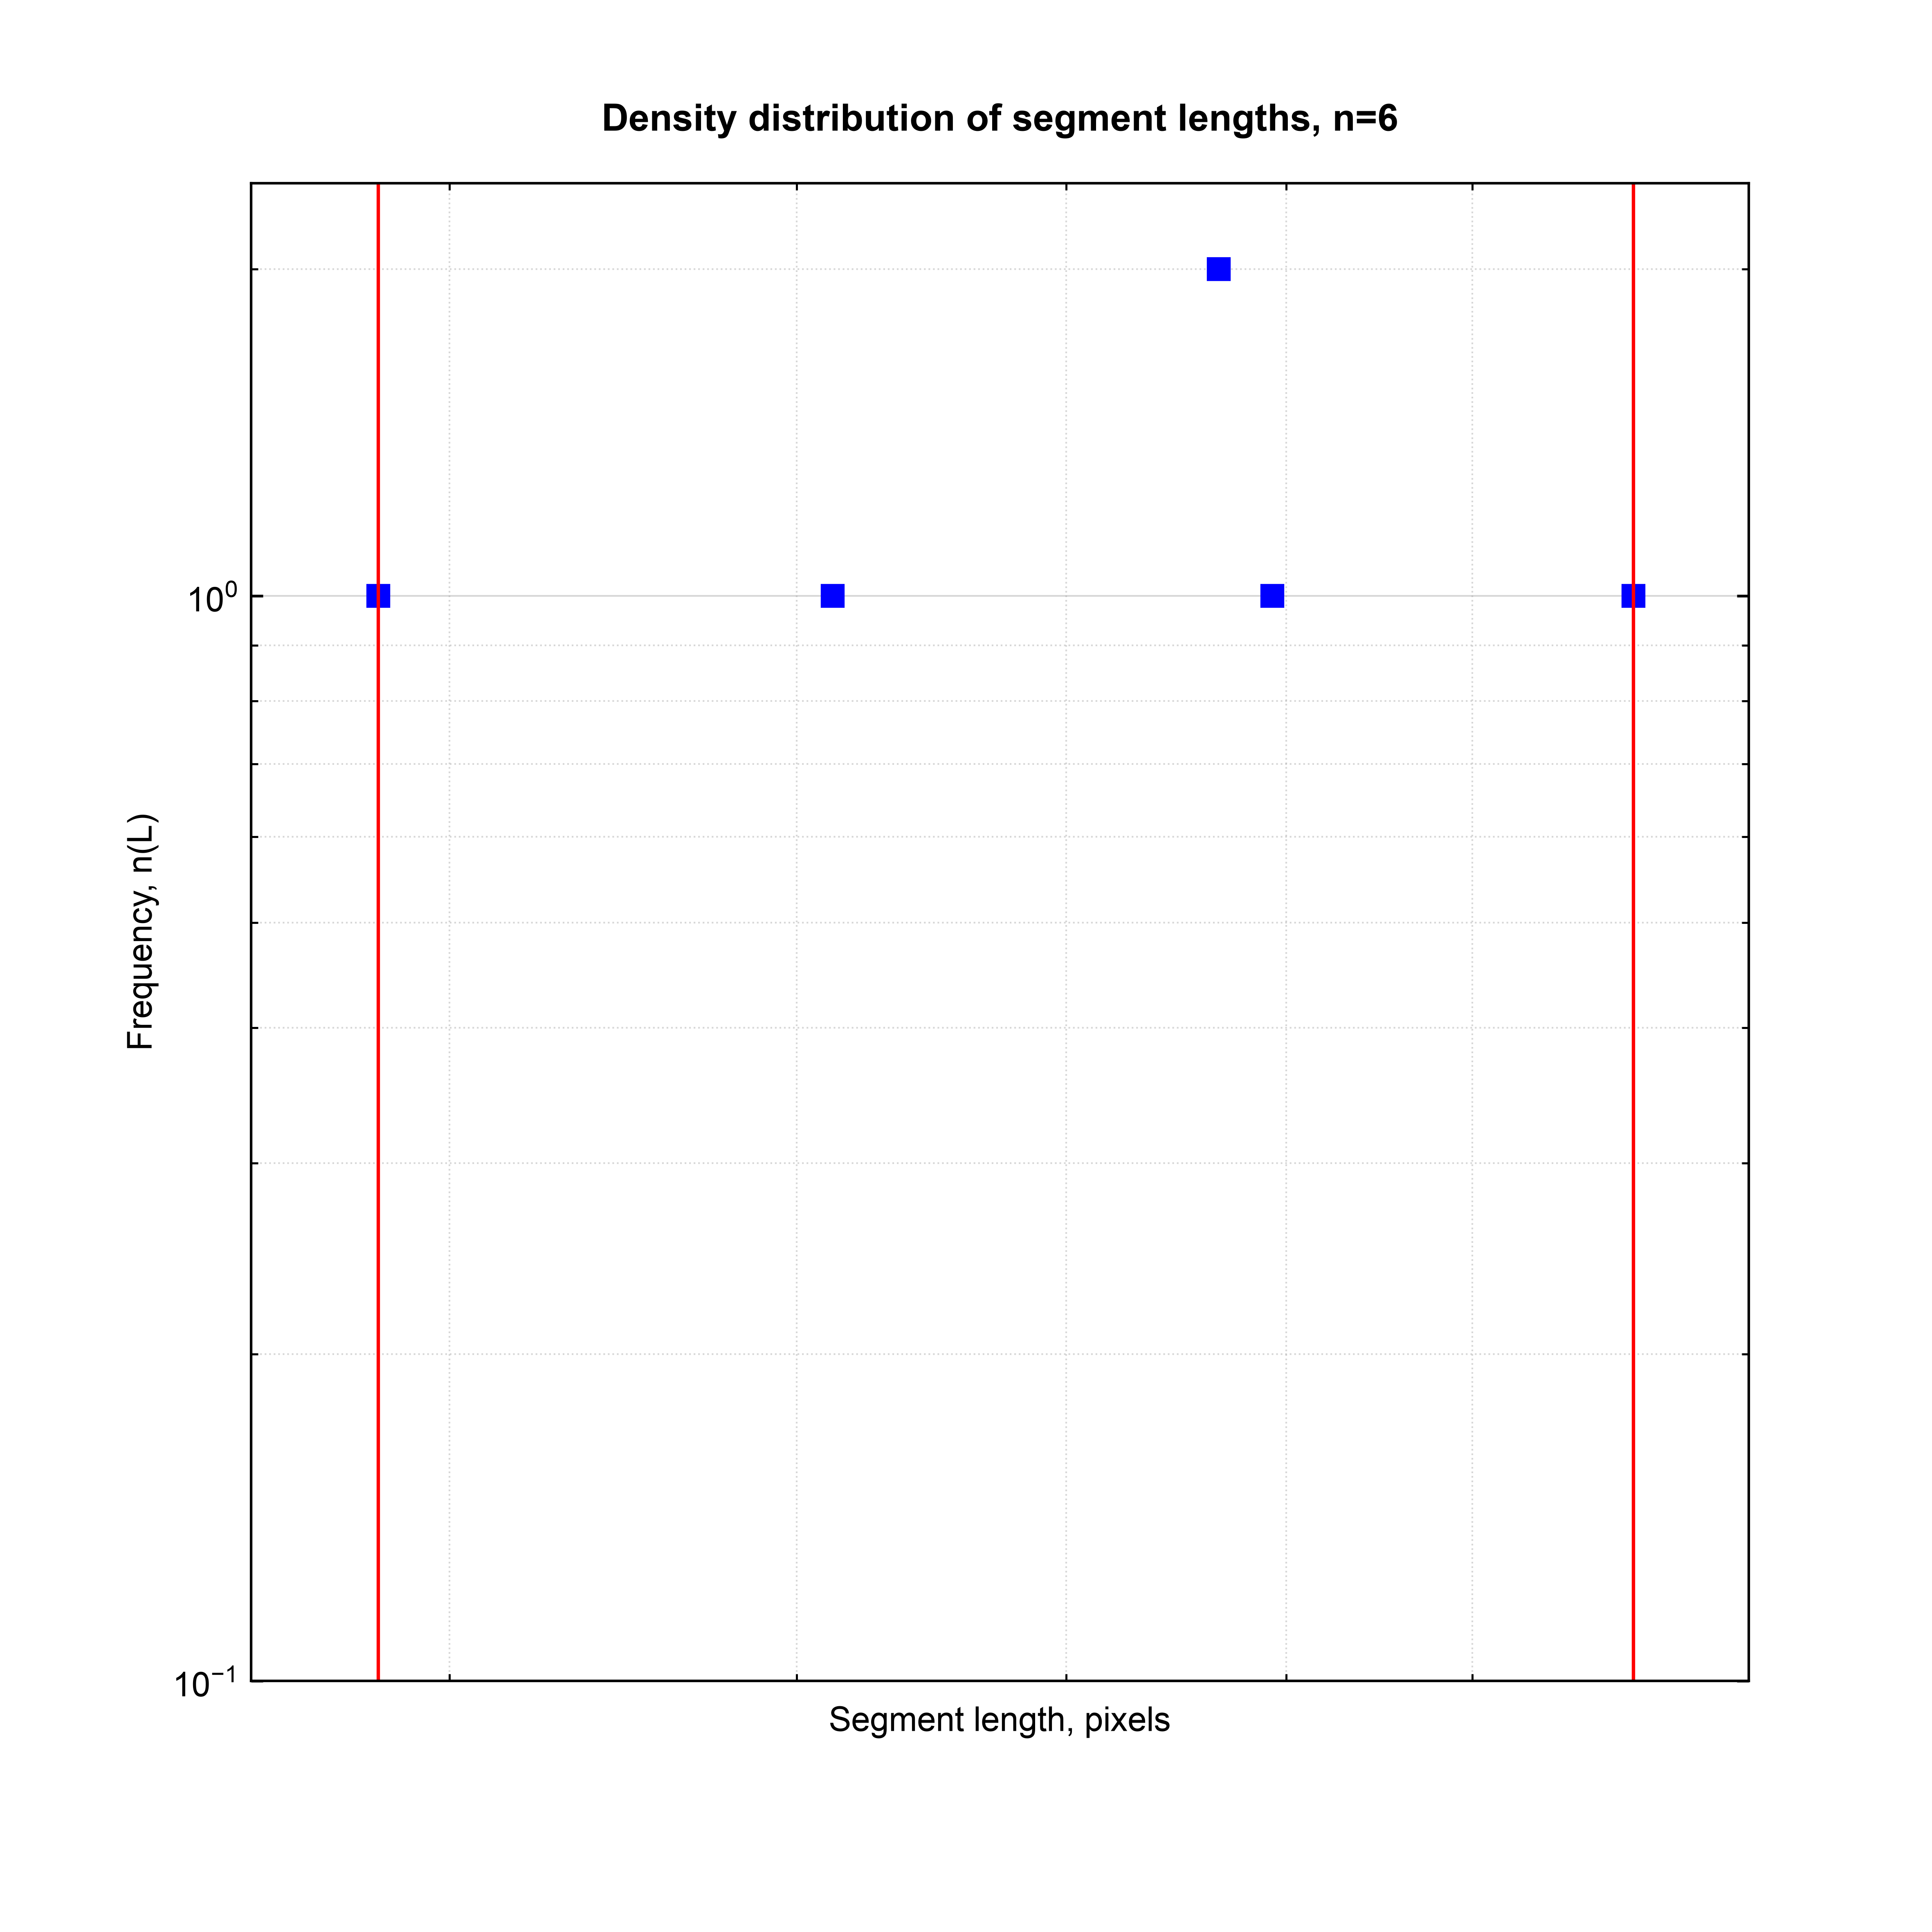 Density distribution of segment lengths, n=6
10⁰
Frequency, n(L)
10⁻¹
Segment length, pixels